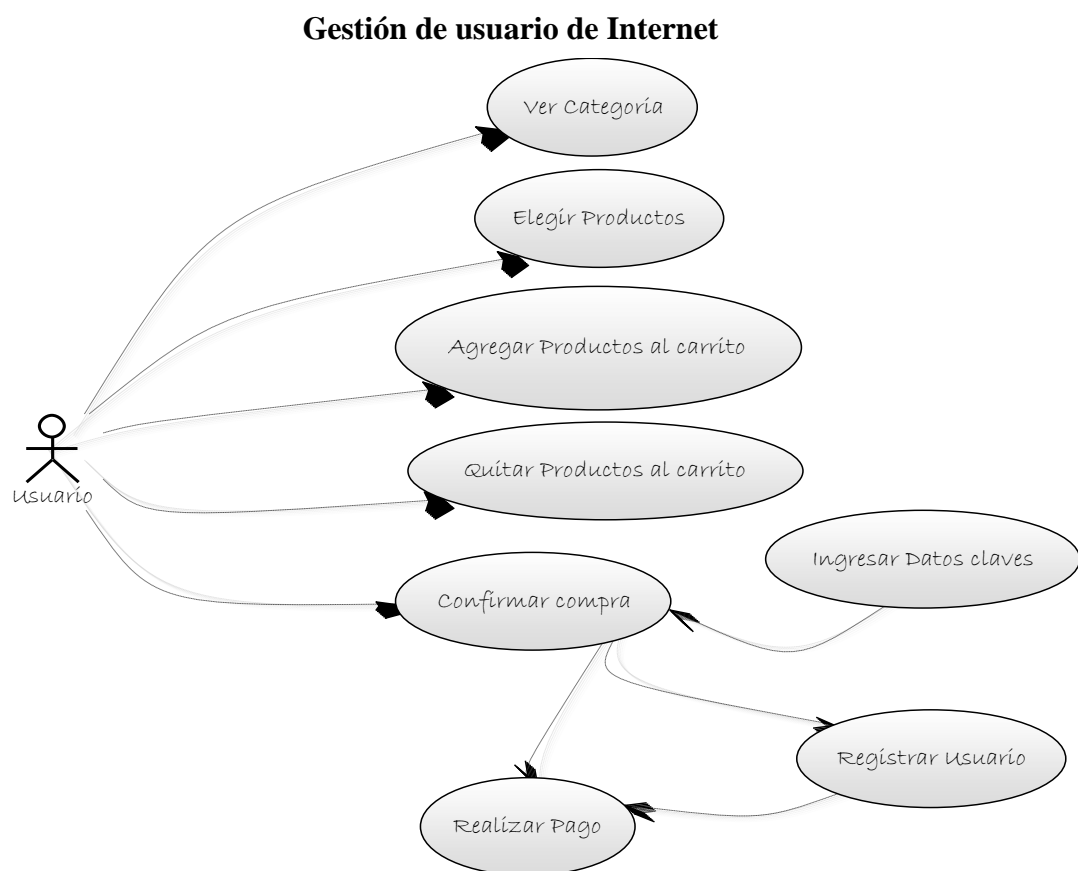 Gestión de usuario de Internet
Ver Categoría
Elegir Productos
Agregar Productos al carrito
Usuario
Quitar Productos al carrito
Ingresar Datos claves
Confirmar compra
Registrar Usuario
Realizar Pago